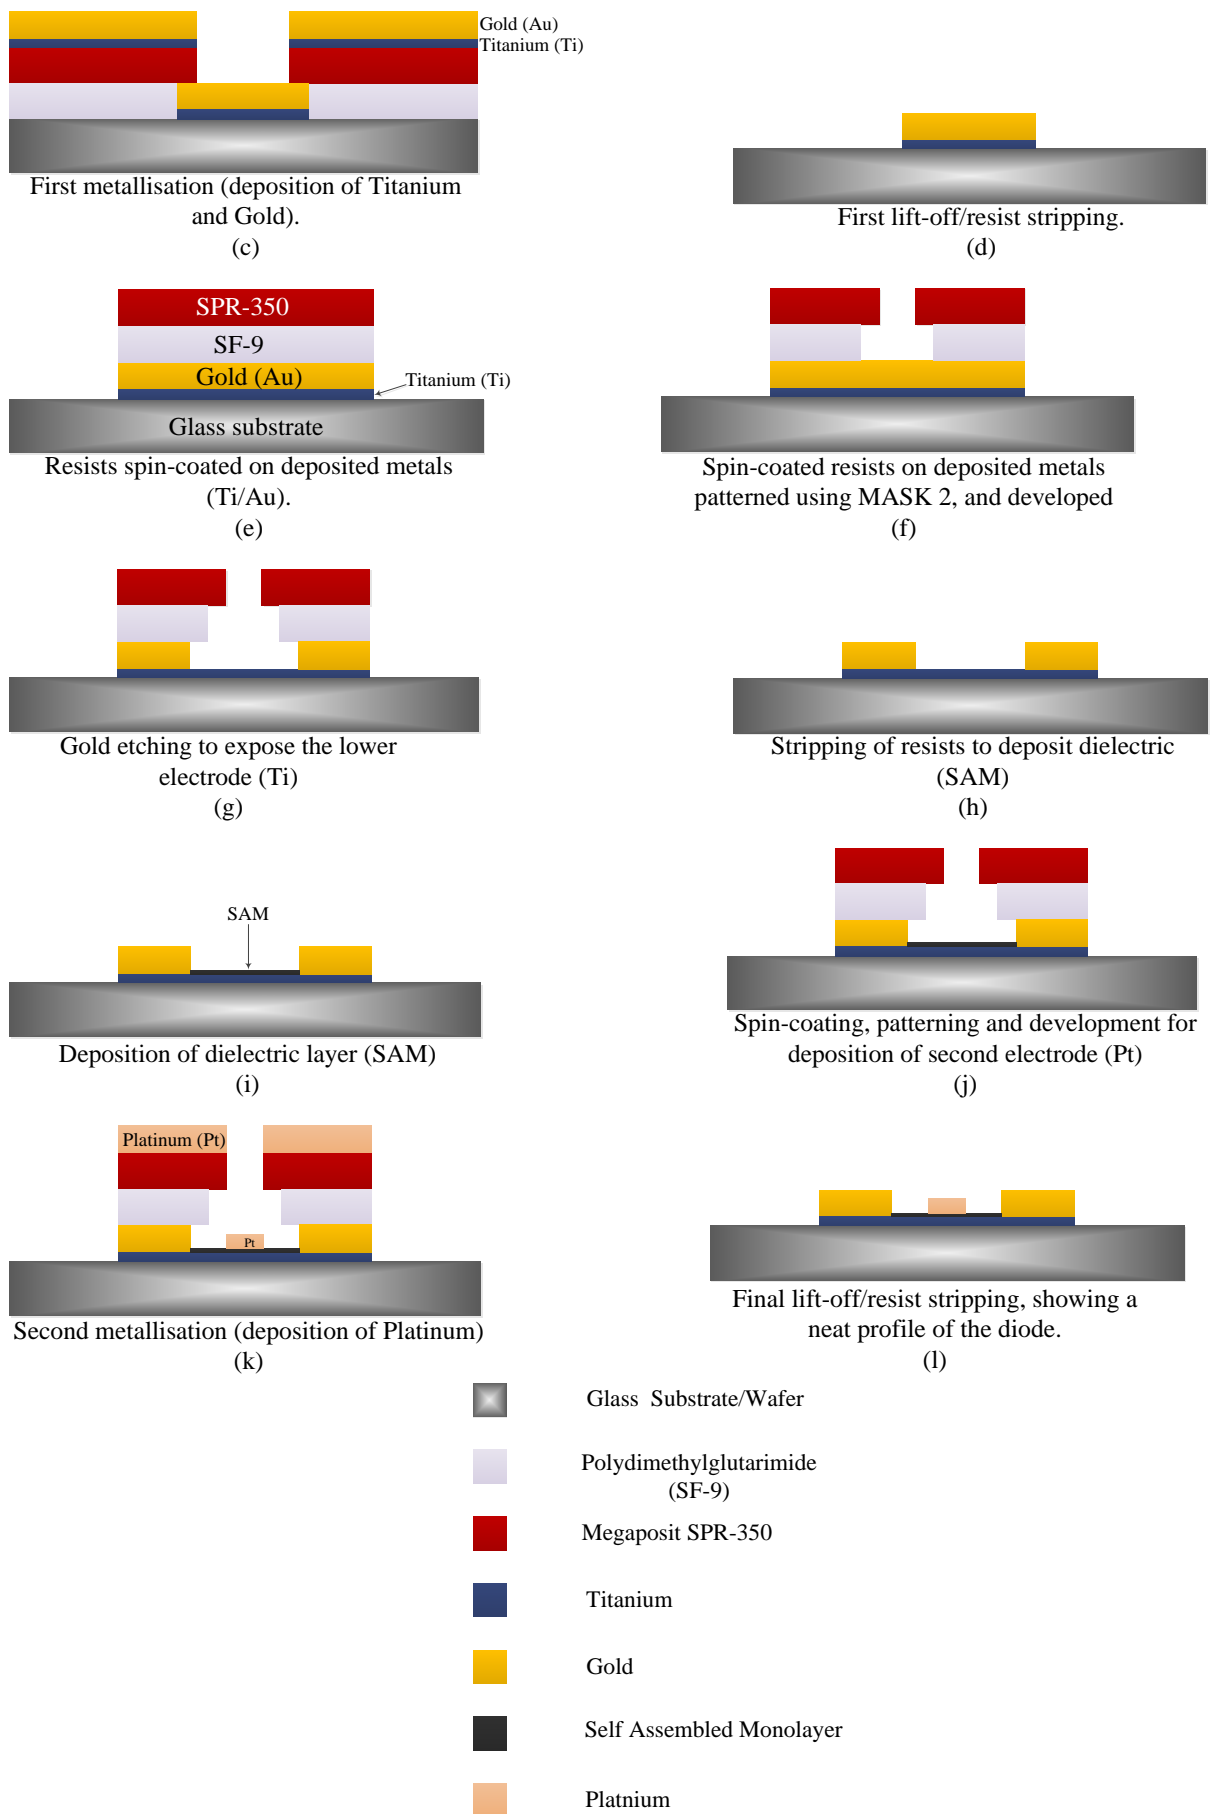 Gold (Au)
Titanium (Ti)
First metallisation (deposition of Titanium
and Gold).
(c)
First lift-off/resist stripping.
(d)
SPR-350
SF-9
Gold (Au)
Titanium (Ti)
Glass substrate
Resists spin-coated on deposited metals
(Ti/Au).
(e)
Spin-coated resists on deposited metals
patterned using MASK 2, and developed
(f)
Gold etching to expose the lower
electrode (Ti)
(g)
Stripping of resists to deposit dielectric
(SAM)
(h)
SAM
Deposition of dielectric layer (SAM)
(i)
Spin-coating, patterning and development for
deposition of second electrode (Pt)
(j)
Platinum (Pt)
Pt
Second metallisation (deposition of Platinum)
(k)
Final lift-off/resist stripping, showing a
neat profile of the diode.
(l)
Glass Substrate/Wafer
Polydimethylglutarimide
(SF-9)
Megaposit SPR-350
Titanium
Gold
Self Assembled Monolayer
Platnium